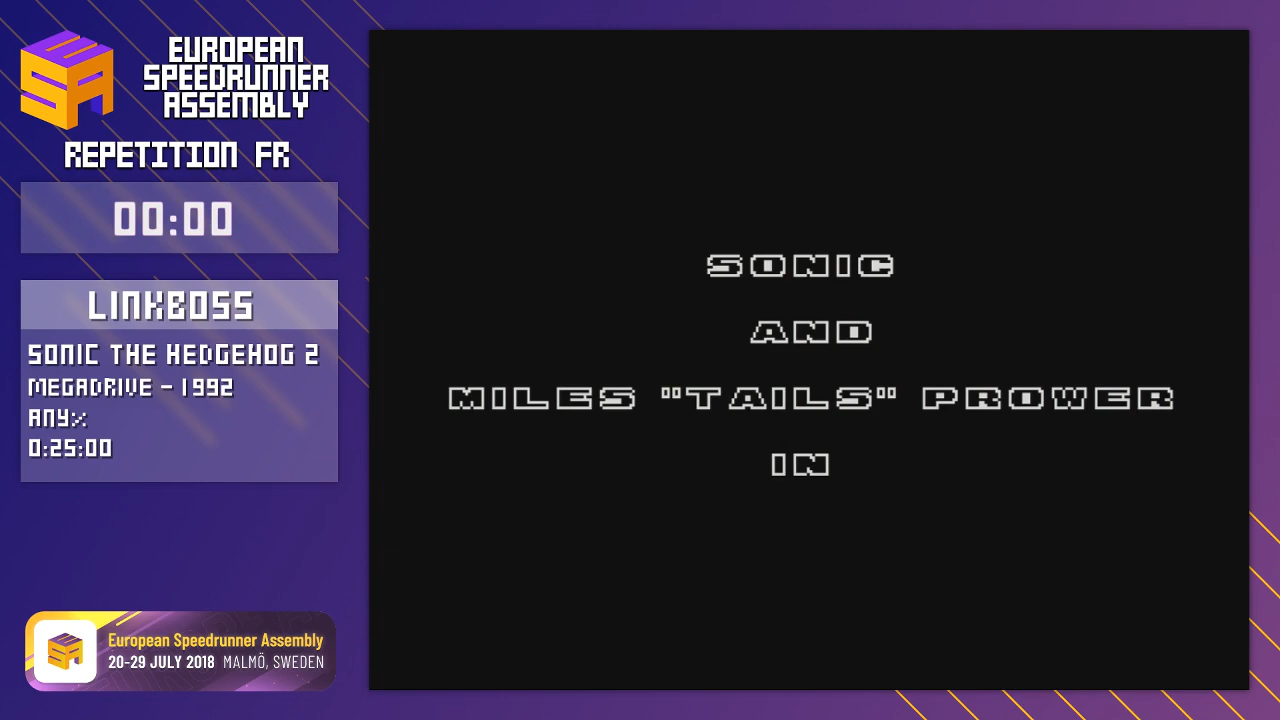 EUROPEAN
SPEEDRUNNER
ASSEMBLY
REPETITION FR
00:00
LINKBOSS
SONIC THE HEDGEHOG 2
MEGADRIVE - 1992
ANY%
0:25:00
European Speedrunner Assembly
20-29 JULY 2018 MALMÖ, SWEDEN
SONIC
AND
MILES "TAILS" PROWER
IN